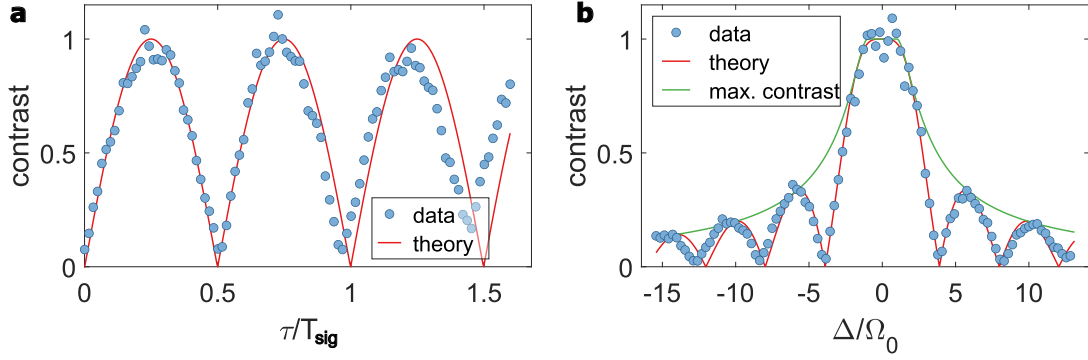 a
contrast
1
0.5
0
0
0.5
1
1.5
τ/T_sig
data
theory
b
contrast
1
0.5
0
-15
-10
-5
0
5
10
Δ/Ω_0
data
theory
max. contrast